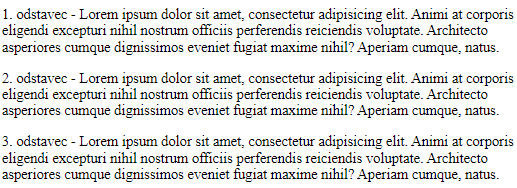 1. odstavec - Lorem ipsum dolor sit amet, consectetur adipisicing elit. Animi at corporis
eligendi excepturi nihil nostrum officiis perferendis reiciendis voluptate. Architecto
asperiores cumque dignissimos eveniet fugiat maxime nihil? Aperiam cumque, natus.
2. odstavec - Lorem ipsum dolor sit amet, consectetur adipisicing elit. Animi at corporis
eligendi excepturi nihil nostrum officiis perferendis reiciendis voluptate. Architecto
asperiores cumque dignissimos eveniet fugiat maxime nihil? Aperiam cumque, natus.
3. odstavec - Lorem ipsum dolor sit amet, consectetur adipisicing elit. Animi at corporis
eligendi excepturi nihil nostrum officiis perferendis reiciendis voluptate. Architecto
asperiores cumque dignissimos eveniet fugiat maxime nihil? Aperiam cumque, natus.